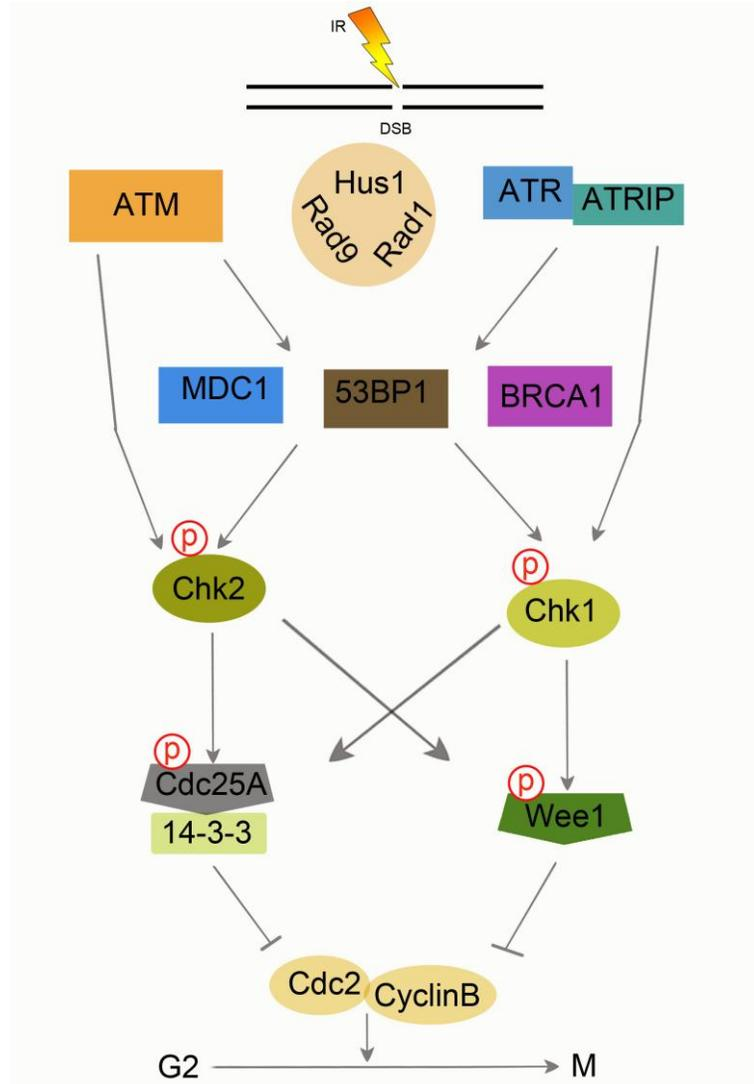 IR
DSB
ATM
Hus1
Rad9
Rad1
ATR
ATRIP
MDC1
53BP1
BRCA1
p
Chk2
p
Chk1
p
Cdc25A
14-3-3
p
Wee1
Cdc2
CyclinB
G2
M